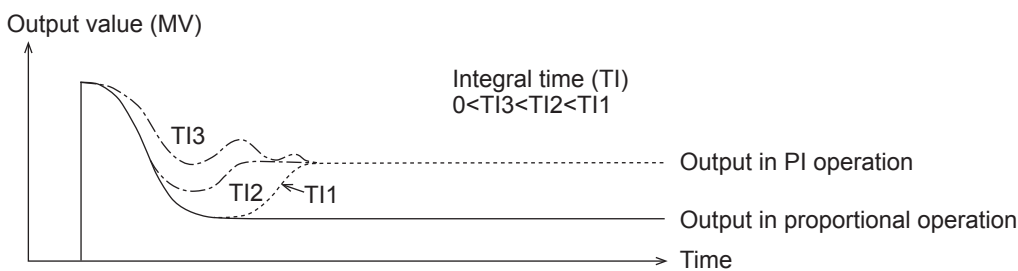 Output value (MV)
Integral time (TI)
0<TI3<TI2<TI1
TI3
Output in PI operation
TI2
TI1
Output in proportional operation
Time